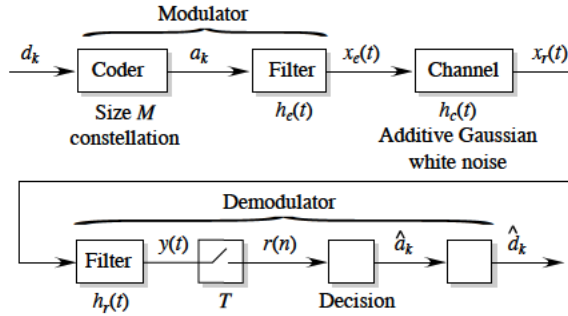 Modulator
d_k
Coder
a_k
Filter
x_e(t)
Channel
x_r(t)
Size M
constellation
h_e(t)
h_c(t)
Additive Gaussian
white noise
Demodulator
Filter
y(t)
r(n)
â_k
d̂_k
h_r(t)
T
Decision